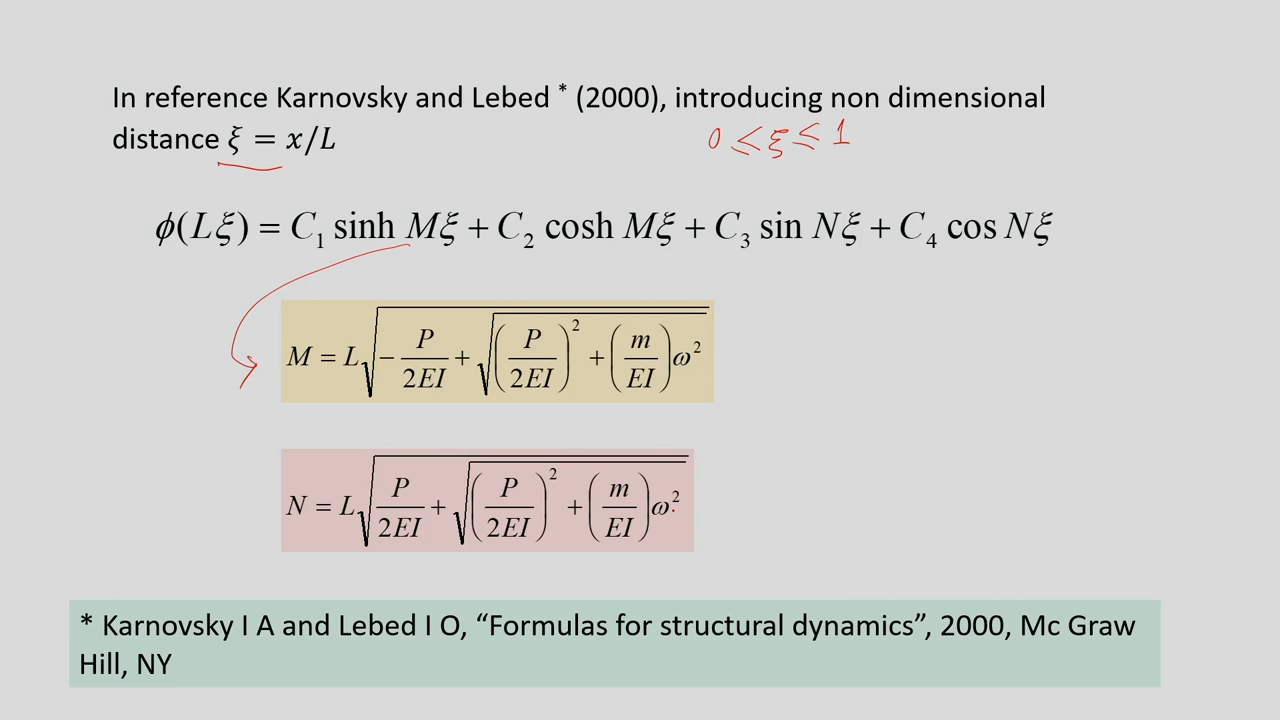 In reference Karnovsky and Lebed * (2000), introducing non dimensional
distance ξ = x/L
0 ≤ ξ ≤ 1
ϕ(Lξ) = C₁ sinh Mξ + C₂ cosh Mξ + C₃ sin Nξ + C₄ cos Nξ
M = L√(−P/2EI + √((P/2EI)² + (m/EI)ω²))
N = L√(P/2EI + √((P/2EI)² + (m/EI)ω²))
* Karnovsky I A and Lebed I O, “Formulas for structural dynamics”, 2000, Mc Graw
Hill, NY